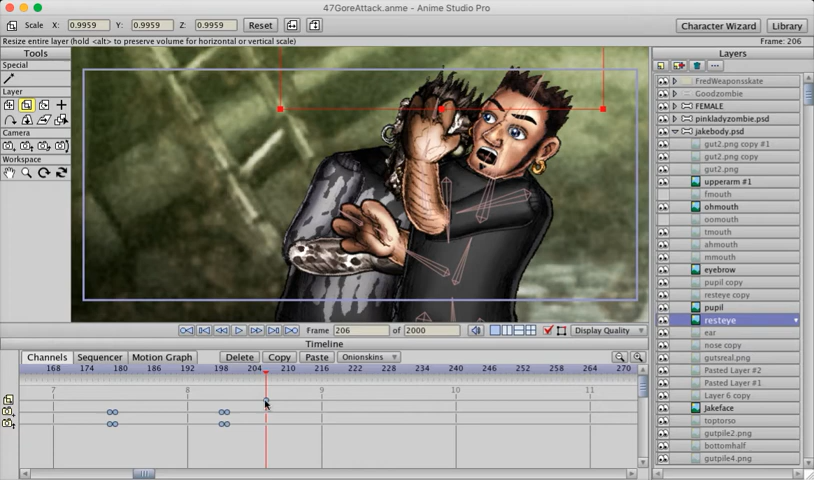 47GoreAttack.anme - Anime Studio Pro
Scale X: 0.9959 Y: 0.9959 Z: 0.9959 Reset Character Wizard Library
Resize entire layer (hold <alt> to preserve volume for horizontal or vertical scale) Frame: 206
Tools
Special
Layer
Camera
Workspace
Layers
FredWeaponsskate
Goodzombie
FEMALE
pinkladyzombie.psd
jakebody.psd
gut2.png copy #1
gut2.png copy
gut2.png
upperarm #1
fmouth
ohmouth
oomouth
tmouth
ahmouth
mmouth
eyebrow
pupil copy
resteye copy
pupil
resteye
ear
nose copy
gutsreal.png
Pasted Layer #2
Pasted Layer #1
Layer 6 copy
Jakeface
toptorso
gutpile2.png
bottomhalf
gutpile4.png
Frame 206 of 2000 Display Quality
Timeline
Channels Sequencer Motion Graph Delete Copy Paste Onionskins
168 174 180 186 192 198 204 210 216 222 228 234 240 246 252 258 264 270
7 8 9 10 11